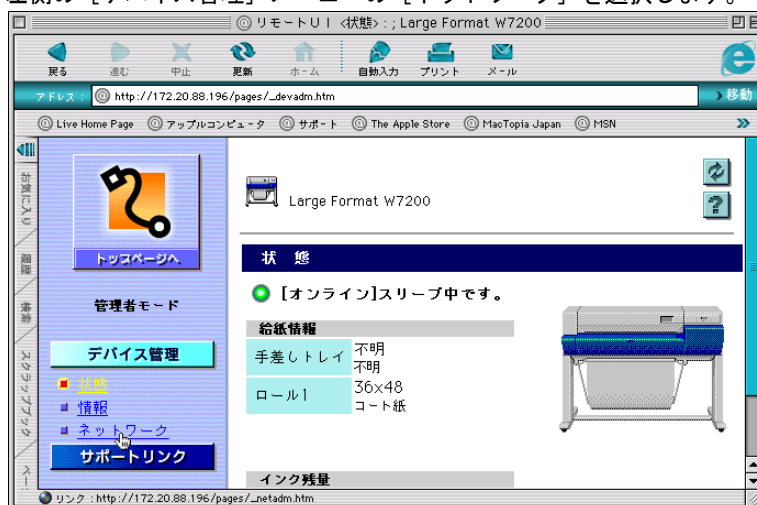 左側の［デバイス管理］メニューの［ネットワーク］を選択します。
リモートUI <状態> : ; Large Format W7200
戻る 進む 中止 更新 ホーム 自動入力 プリント メール
アドレス : http://172.20.88.196/pages/_devadm.htm 移動
Live Home Page アップルコンピュータ サポート The Apple Store MacTopia Japan MSN
お気に入り
履歴
検索
スクラップブック
トップページへ
管理者モード
デバイス管理
状態
情報
ネットワーク
サポートリンク
Large Format W7200
状 態
[オンライン]スリープ中です。
給紙情報
手差しトレイ 不明
不明
ロール1 36x48
コート紙
インク残量
リンク : http://172.20.88.196/pages/_netadm.htm